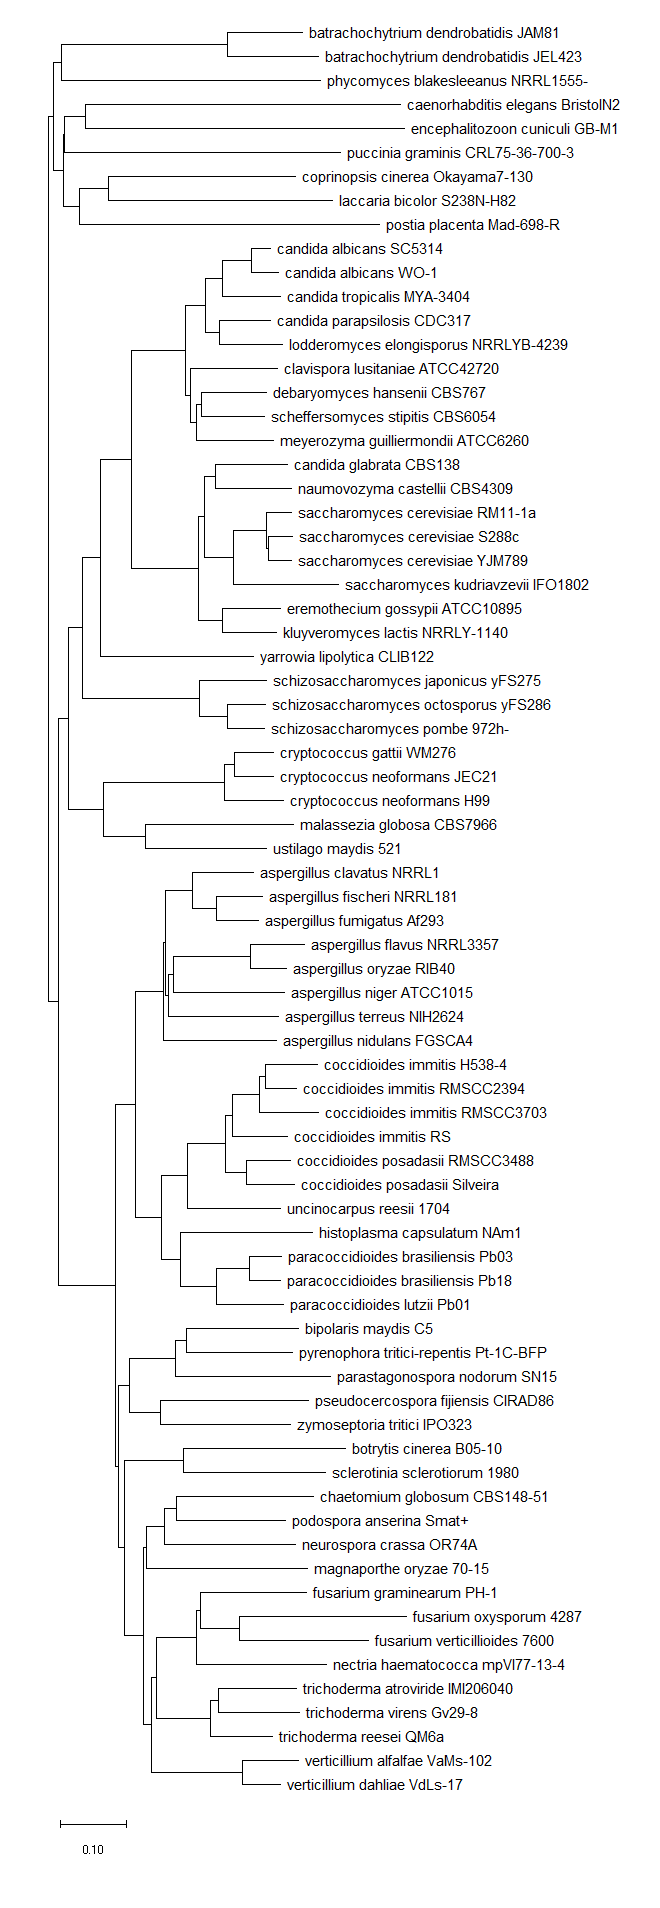 batrachochytrium dendrobatidis JAM81
batrachochytrium dendrobatidis JEL423
phycomyces blakesleeanus NRRL1555-
caenorhabditis elegans BristolN2
encephalitozoon cuniculi GB-M1
puccinia graminis CRL75-36-700-3
coprinopsis cinerea Okayama7-130
laccaria bicolor S238N-H82
postia placenta Mad-698-R
candida albicans SC5314
candida albicans WO-1
candida tropicalis MYA-3404
candida parapsilosis CDC317
lodderomyces elongisporus NRRLYB-4239
clavispora lusitaniae ATCC42720
debaryomyces hansenii CBS767
scheffersomyces stipitis CBS6054
meyerozyma guilliermondii ATCC6260
candida glabrata CBS138
naumovozyma castellii CBS4309
saccharomyces cerevisiae RM11-1a
saccharomyces cerevisiae S288c
saccharomyces cerevisiae YJM789
saccharomyces kudriavzevii IFO1802
eremothecium gossypii ATCC10895
kluyveromyces lactis NRRLY-1140
yarrowia lipolytica CLIB122
schizosaccharomyces japonicus yFS275
schizosaccharomyces octosporus yFS286
schizosaccharomyces pombe 972h-
cryptococcus gattii WM276
cryptococcus neoformans JEC21
cryptococcus neoformans H99
malassezia globosa CBS7966
ustilago maydis 521
aspergillus clavatus NRRL1
aspergillus fischeri NRRL181
aspergillus fumigatus Af293
aspergillus flavus NRRL3357
aspergillus oryzae RIB40
aspergillus niger ATCC1015
aspergillus terreus NIH2624
aspergillus nidulans FGSCA4
coccidioides immitis H538-4
coccidioides immitis RMSCC2394
coccidioides immitis RMSCC3703
coccidioides immitis RS
coccidioides posadasii RMSCC3488
coccidioides posadasii Silveira
uncinocarpus reesii 1704
histoplasma capsulatum NAm1
paracoccidioides brasiliensis Pb03
paracoccidioides brasiliensis Pb18
paracoccidioides lutzii Pb01
bipolaris maydis C5
pyrenophora tritici-repentis Pt-1C-BFP
parastagonospora nodorum SN15
pseudocercospora fijiensis CIRAD86
zymoseptoria tritici IPO323
botrytis cinerea B05-10
sclerotinia sclerotiorum 1980
chaetomium globosum CBS148-51
podospora anserina Smat+
neurospora crassa OR74A
magnaporthe oryzae 70-15
fusarium graminearum PH-1
fusarium oxysporum 4287
fusarium verticillioides 7600
nectria haematococca mpVI77-13-4
trichoderma atroviride IMI206040
trichoderma virens Gv29-8
trichoderma reesei QM6a
verticillium alfalfae VaMs-102
verticillium dahliae VdLs-17
0.10